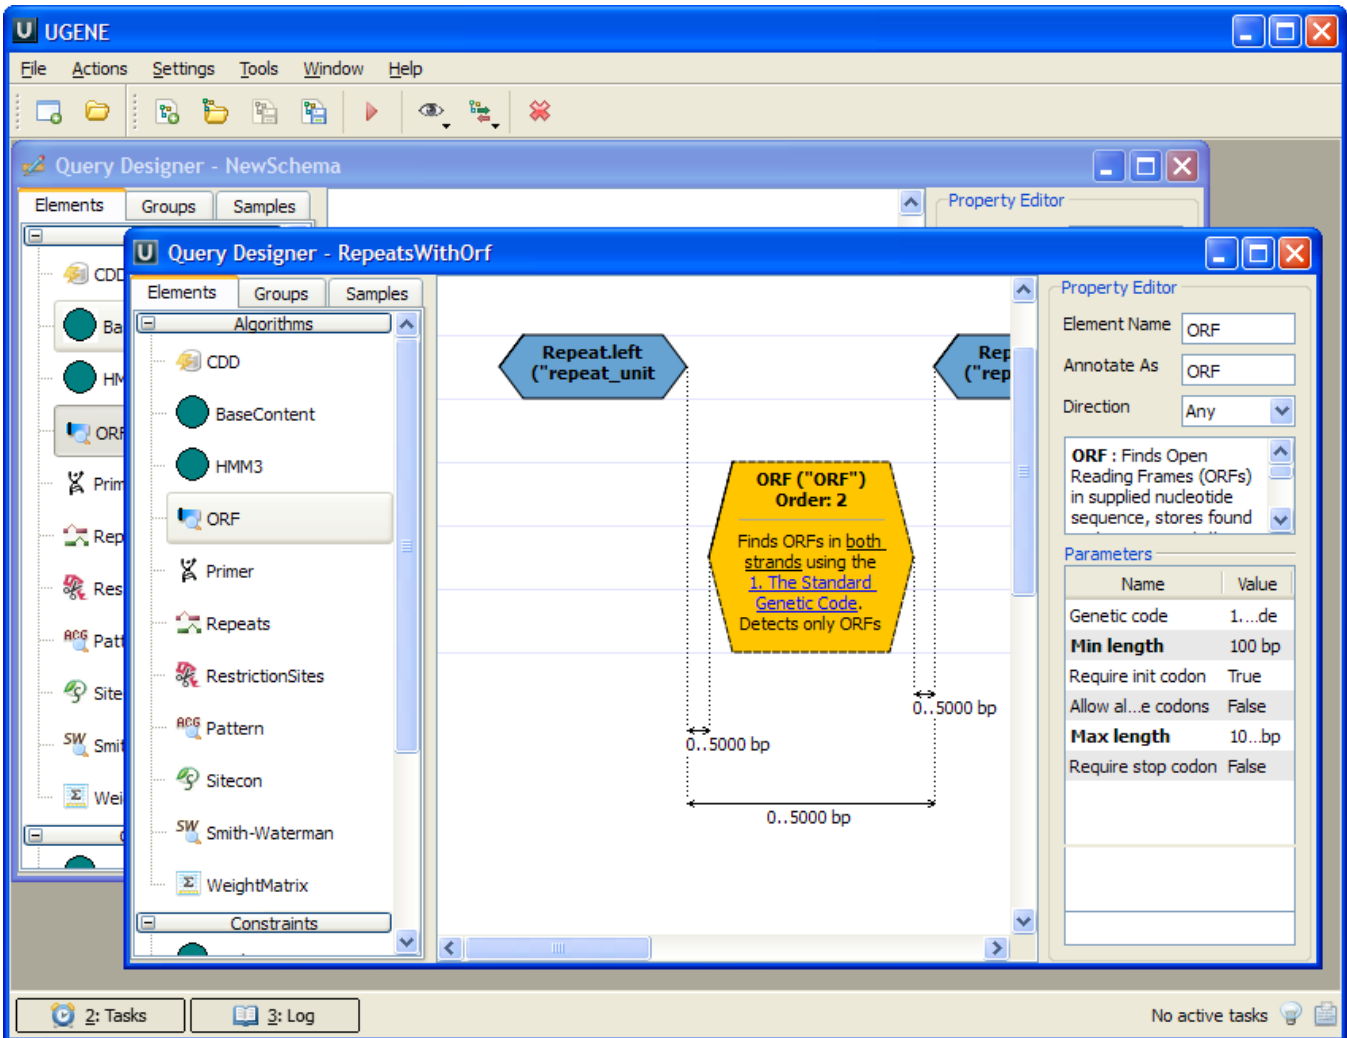 UGENE
File Actions Settings Tools Window Help
Query Designer - NewSchema
Elements Groups Samples
Property Editor
CDD
Ba
HM
ORF
Prim
Rep
Res
Patt
Site
Smit
Wei
Query Designer - RepeatsWithOrf
Elements Groups Samples
Algorithms
CDD
BaseContent
HMM3
ORF
Primer
Repeats
RestrictionSites
Pattern
Sitecon
Smith-Waterman
WeightMatrix
Constraints
Repeat.left
("repeat_unit
Rep
("rep
ORF ("ORF")
Order: 2
Finds ORFs in both
strands using the
1. The Standard
Genetic Code.
Detects only ORFs
0..5000 bp
0..5000 bp
0..5000 bp
Property Editor
Element Name ORF
Annotate As ORF
Direction Any
ORF : Finds Open
Reading Frames (ORFs)
in supplied nucleotide
sequence, stores found
Parameters
Name Value
Genetic code 1....de
Min length 100 bp
Require init codon True
Allow al...e codons False
Max length 10...bp
Require stop codon False
2: Tasks 3: Log No active tasks